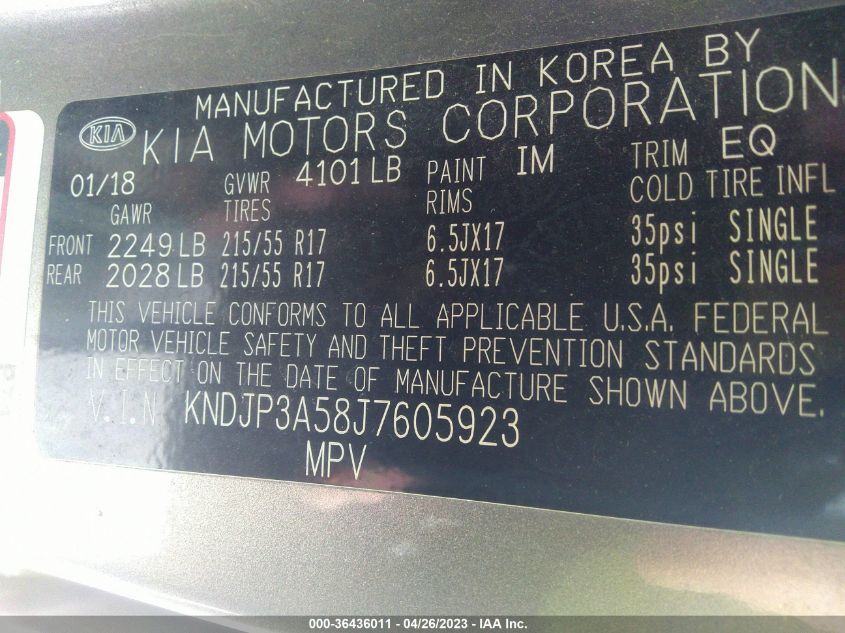 MANUFACTURED IN KOREA BY
KIA KIA MOTORS CORPORATION
01/18 GVWR 4101 LB PAINT IM TRIM EQ
GAWR TIRES RIMS COLD TIRE INFL
FRONT 2249 LB 215/55 R17 6.5JX17 35psi SINGLE
REAR 2028 LB 215/55 R17 6.5JX17 35psi SINGLE
THIS VEHICLE CONFORMS TO ALL APPLICABLE U.S.A. FEDERAL
MOTOR VEHICLE SAFETY AND THEFT PREVENTION STANDARDS
IN EFFECT ON THE DATE OF MANUFACTURE SHOWN ABOVE.
V.I.N KNDJP3A58J7605923
MPV
000-36436011 - 04/26/2023 - IAA Inc.